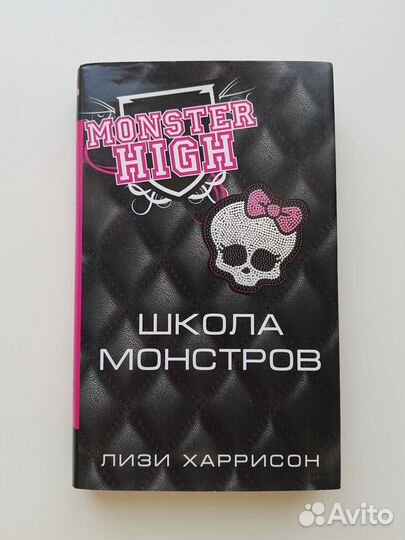 MONSTER
HIGH
ШКОЛА
МОНСТРОВ
ЛИЗИ ХАРРИСОН
Avito